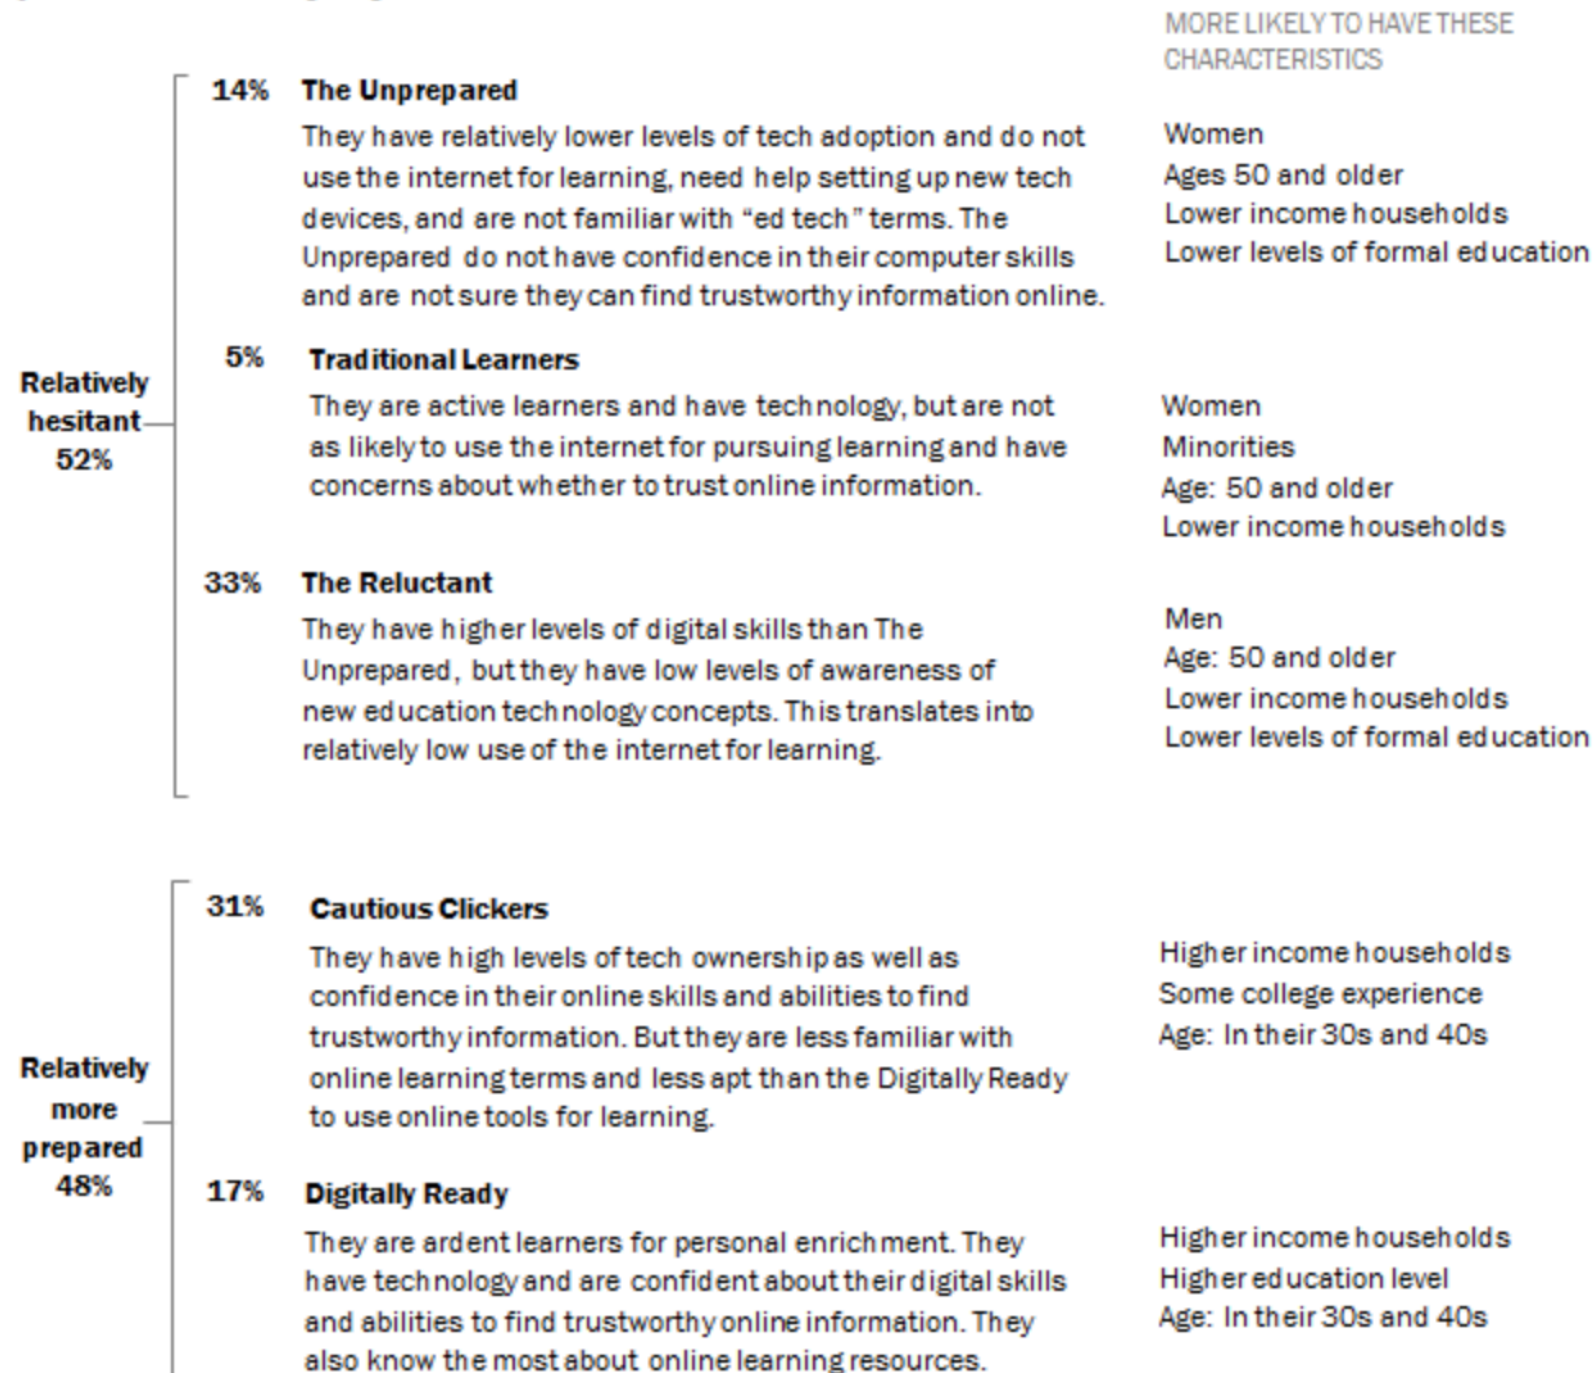 MORE LIKELY TO HAVE THESE
CHARACTERISTICS
14% The Unprepared
They have relatively lower levels of tech adoption and do not
use the internet for learning, need help setting up new tech
devices, and are not familiar with “ed tech” terms. The
Unprepared do not have confidence in their computer skills
and are not sure they can find trustworthy information online.
Women
Ages 50 and older
Lower income households
Lower levels of formal education
Relatively
hesitant
52%
5% Traditional Learners
They are active learners and have technology, but are not
as likely to use the internet for pursuing learning and have
concerns about whether to trust online information.
Women
Minorities
Age: 50 and older
Lower income households
33% The Reluctant
They have higher levels of digital skills than The
Unprepared, but they have low levels of awareness of
new education technology concepts. This translates into
relatively low use of the internet for learning.
Men
Age: 50 and older
Lower income households
Lower levels of formal education
31% Cautious Clickers
They have high levels of tech ownership as well as
confidence in their online skills and abilities to find
trustworthy information. But they are less familiar with
online learning terms and less apt than the Digitally Ready
to use online tools for learning.
Higher income households
Some college experience
Age: In their 30s and 40s
Relatively
more
prepared
48%
17% Digitally Ready
They are ardent learners for personal enrichment. They
have technology and are confident about their digital skills
and abilities to find trustworthy online information. They
also know the most about online learning resources.
Higher income households
Higher education level
Age: In their 30s and 40s